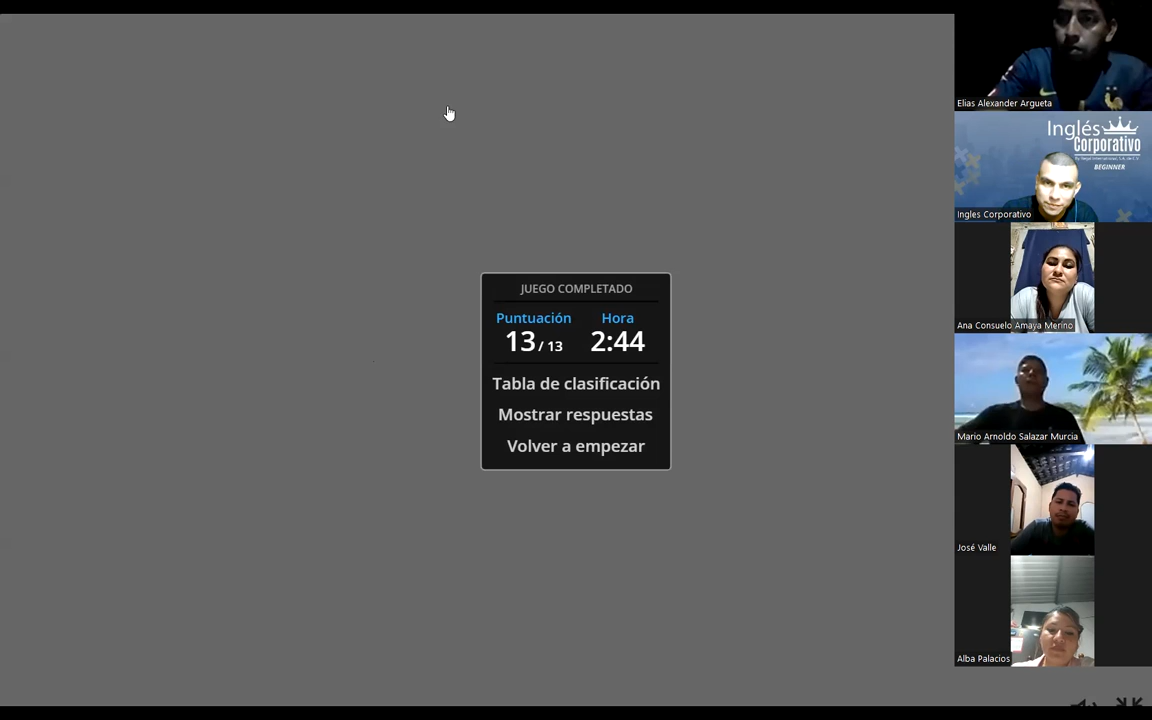 JUEGO COMPLETADO
Puntuación Hora
13 / 13 2:44
Tabla de clasificación
Mostrar respuestas
Volver a empezar
Elias Alexander Argueta
Inglés
Corporativo
BEGINNER
Ingles Corporativo
Ana Consuelo Amaya Merino
Mario Arnoldo Salazar Murcia
José Valle
Alba Palacios